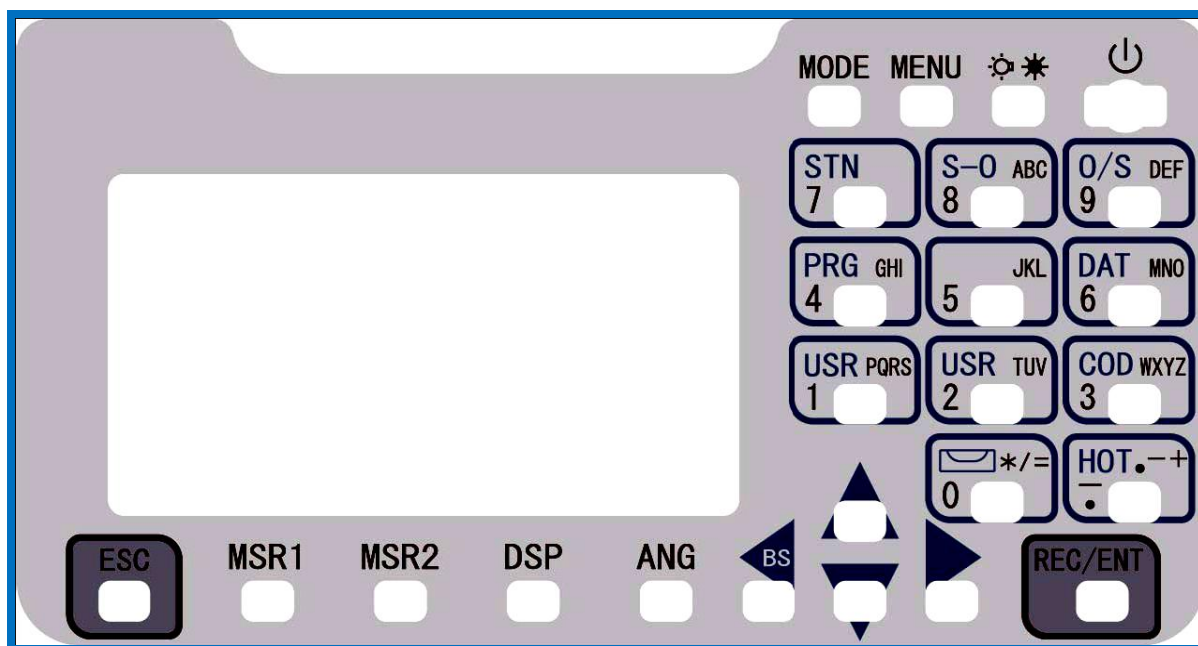 MODE MENU
STN S-O ABC O/S DEF
7 8 9
PRG GHI JKL DAT MNO
4 5 6
USR PQRS USR TUV COD WXYZ
1 2 3
*/= HOT .-+
0 - .
ESC MSR1 MSR2 DSP ANG BS REC/ENT